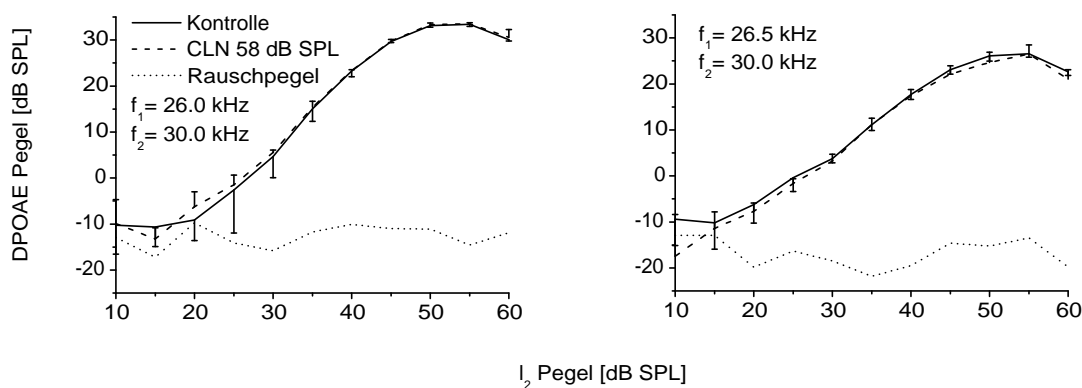 DPOAE Pegel [dB SPL]
30
20
10
0
-10
-20
10 20 30 40 50 60
Kontrolle
CLN 58 dB SPL
Rauschpegel
f1= 26.0 kHz
f2= 30.0 kHz
30
20
10
0
-10
-20
10 20 30 40 50 60
f1= 26.5 kHz
f2= 30.0 kHz
l2 Pegel [dB SPL]